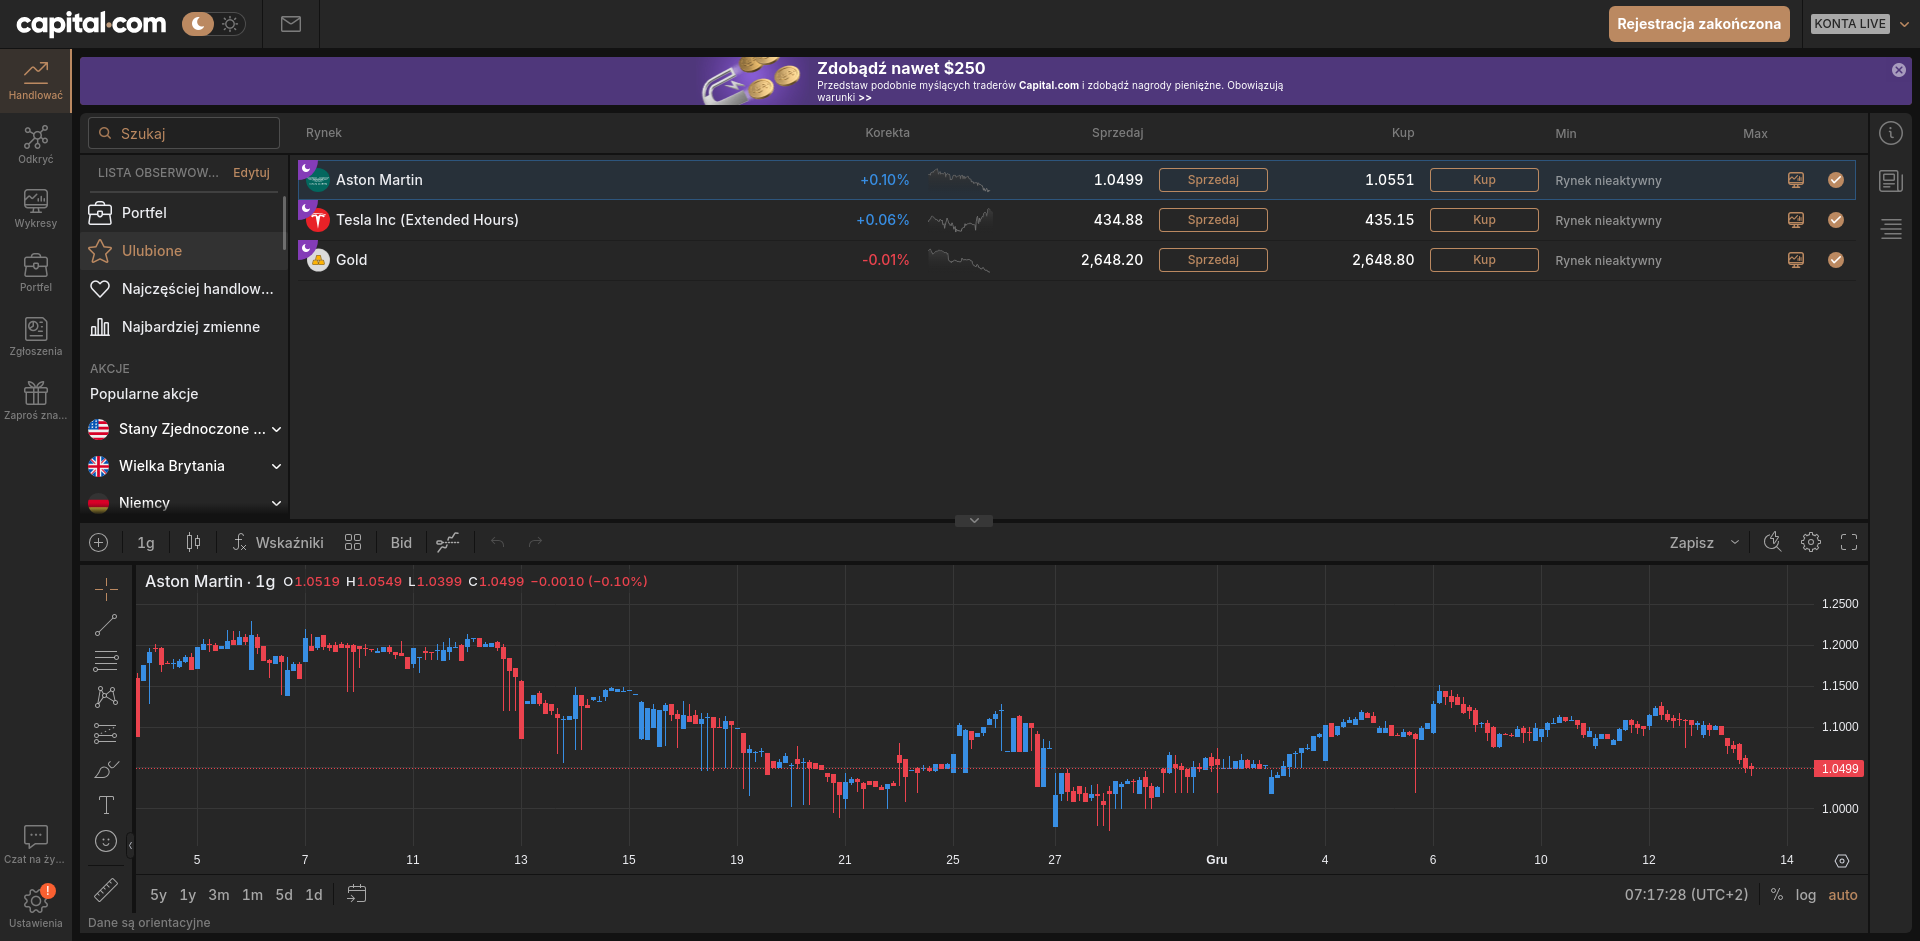 capital.com
Rejestracja zakończona
KONTA LIVE
Handlować
Odkryć
Wykresy
Portfel
Zgłoszenia
Zaproś zna...
Czat na ży...
!
Ustawienia
Zdobądź nawet $250
Przedstaw podobnie myślących traderów Capital.com i zdobądź nagrody pieniężne. Obowiązują
warunki >>
Szukaj
LISTA OBSERWOW... Edytuj
Portfel
Ulubione
Najczęściej handlow...
Najbardziej zmienne
AKCJE
Popularne akcje
Stany Zjednoczone ...
Wielka Brytania
Niemcy
Rynek Korekta Sprzedaj Kup Min Max
Aston Martin +0.10% 1.0499 Sprzedaj 1.0551 Kup Rynek nieaktywny
Tesla Inc (Extended Hours) +0.06% 434.88 Sprzedaj 435.15 Kup Rynek nieaktywny
Gold -0.01% 2,648.20 Sprzedaj 2,648.80 Kup Rynek nieaktywny
1g Wskaźniki Bid Zapisz
Aston Martin · 1g O1.0519 H1.0549 L1.0399 C1.0499 −0.0010 (−0.10%)
1.2500
1.2000
1.1500
1.1000
1.0499
1.0000
5 7 11 13 15 19 21 25 27 Gru 4 6 10 12 14
5y 1y 3m 1m 5d 1d 07:17:28 (UTC+2) % log auto
Dane są orientacyjne